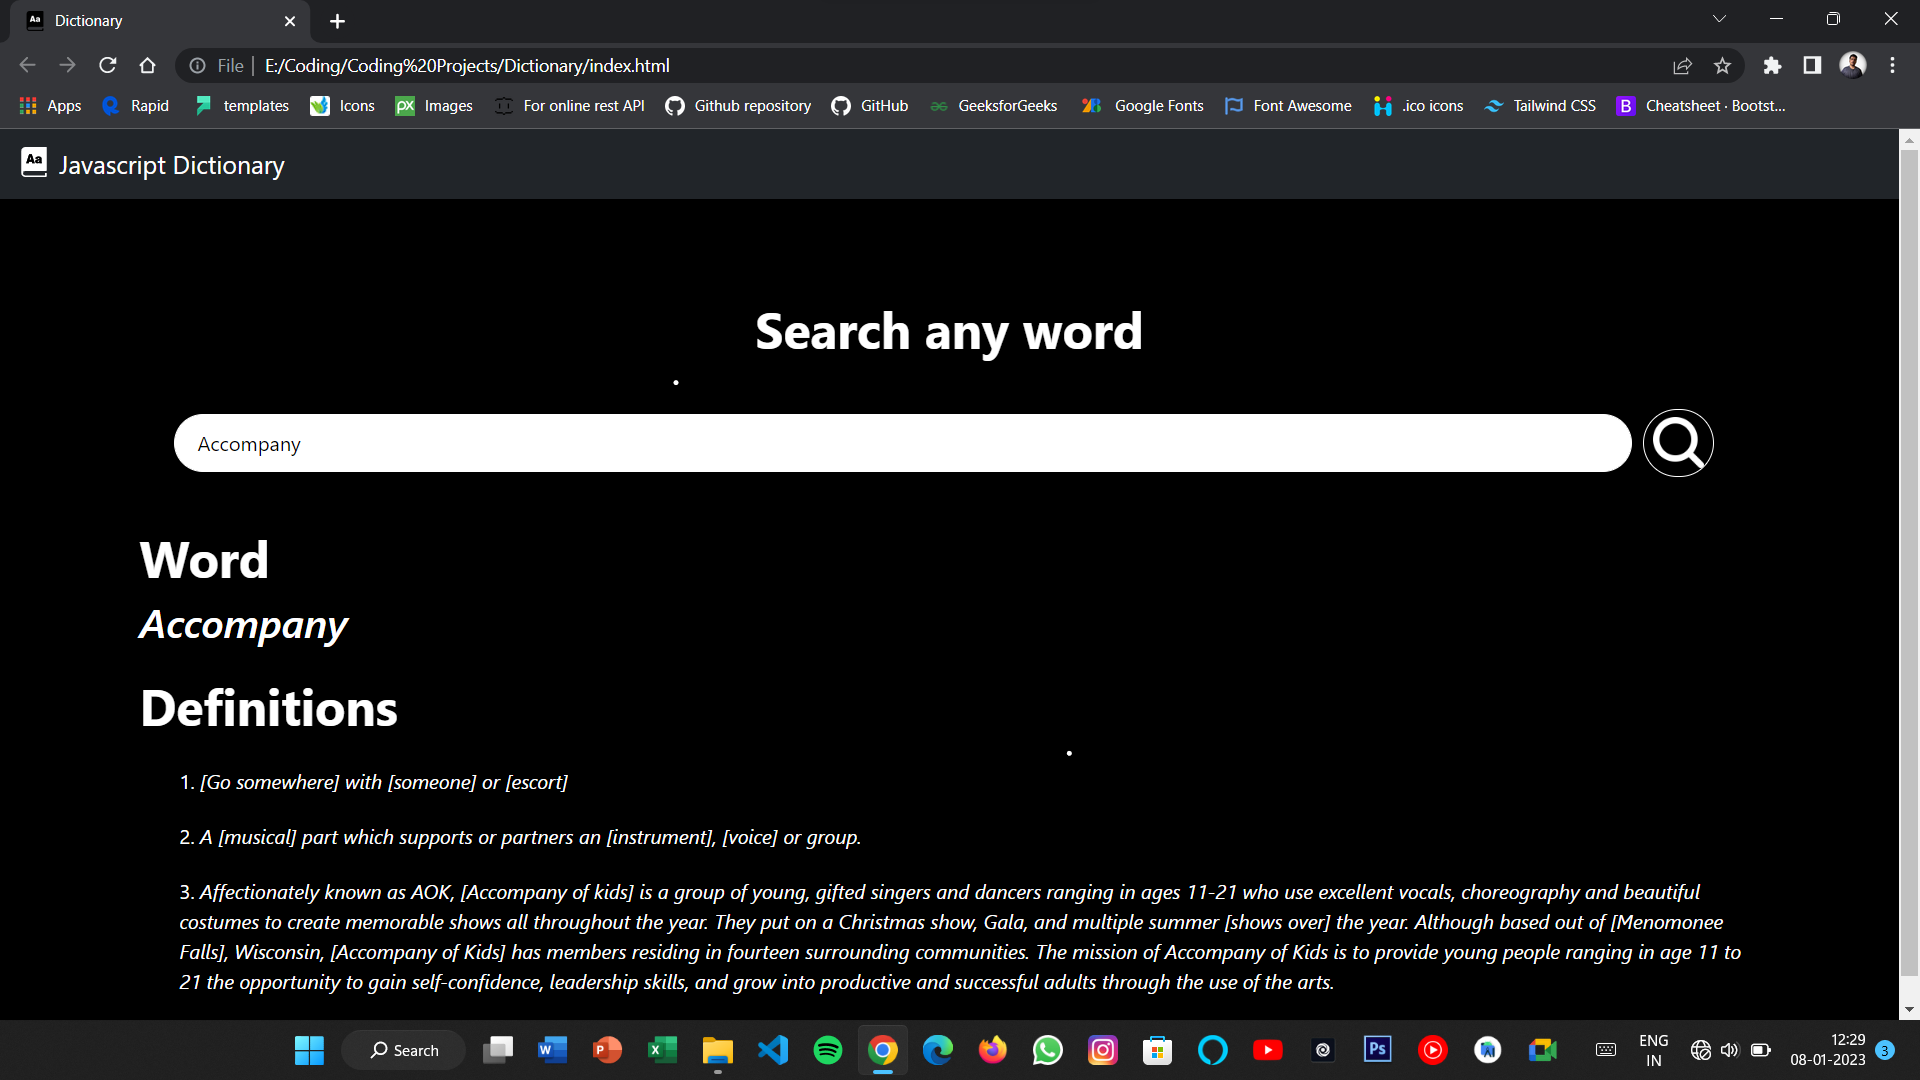 Aa Dictionary
File E:/Coding/Coding%20Projects/Dictionary/index.html
Apps Rapid templates Icons px Images For online rest API Github repository GitHub GeeksforGeeks Google Fonts Font Awesome .ico icons Tailwind CSS B Cheatsheet · Bootst...
Aa Javascript Dictionary
Search any word
Accompany
Word
Accompany
Definitions
1. [Go somewhere] with [someone] or [escort]
2. A [musical] part which supports or partners an [instrument], [voice] or group.
3. Affectionately known as AOK, [Accompany of kids] is a group of young, gifted singers and dancers ranging in ages 11-21 who use excellent vocals, choreography and beautiful
costumes to create memorable shows all throughout the year. They put on a Christmas show, Gala, and multiple summer [shows over] the year. Although based out of [Menomonee
Falls], Wisconsin, [Accompany of Kids] has members residing in fourteen surrounding communities. The mission of Accompany of Kids is to provide young people ranging in age 11 to
21 the opportunity to gain self-confidence, leadership skills, and grow into productive and successful adults through the use of the arts.
Search W P X Ps ENG 12:29
IN 08-01-2023 3